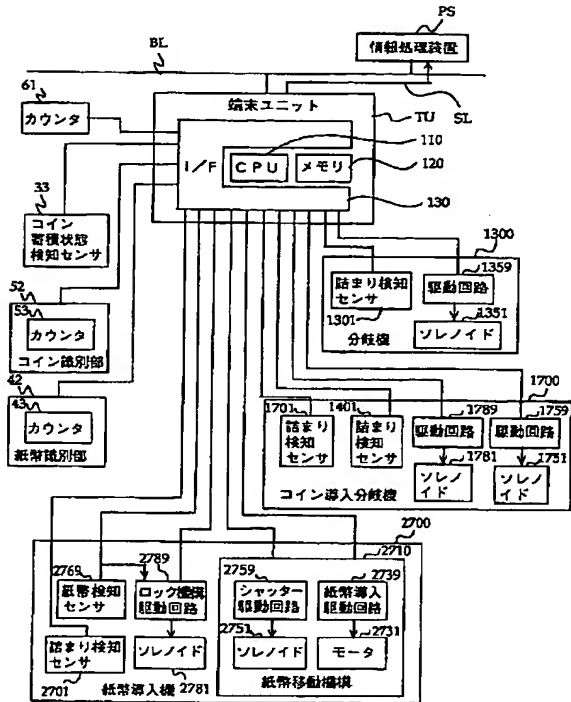 PS
情報処理装置
BL
SL
端末ユニット
TU
61
カウンタ
110
I/F
CPU
メモリ
120
130
33
コイン
蓄積状態
検知センサ
52
53
カウンタ
コイン識別部
42
43
カウンタ
紙幣識別部
1300
詰まり検知
センサ
1301
1359
駆動回路
1351
ソレノイド
分岐機
1700
1701
詰まり
検知
センサ
1401
詰まり
検知
センサ
1789
駆動回路
1759
駆動回路
1781
ソレノイド
1751
ソレノイド
コイン導入分岐機
2700
2769
紙幣検知
センサ
2789
ロック機構
駆動回路
詰まり検知
センサ
2701
ソレノイド
2781
紙幣導入機
2710
2759
シャッター
駆動回路
2739
紙幣導入
駆動回路
2751
ソレノイド
2731
モータ
紙幣移動機構